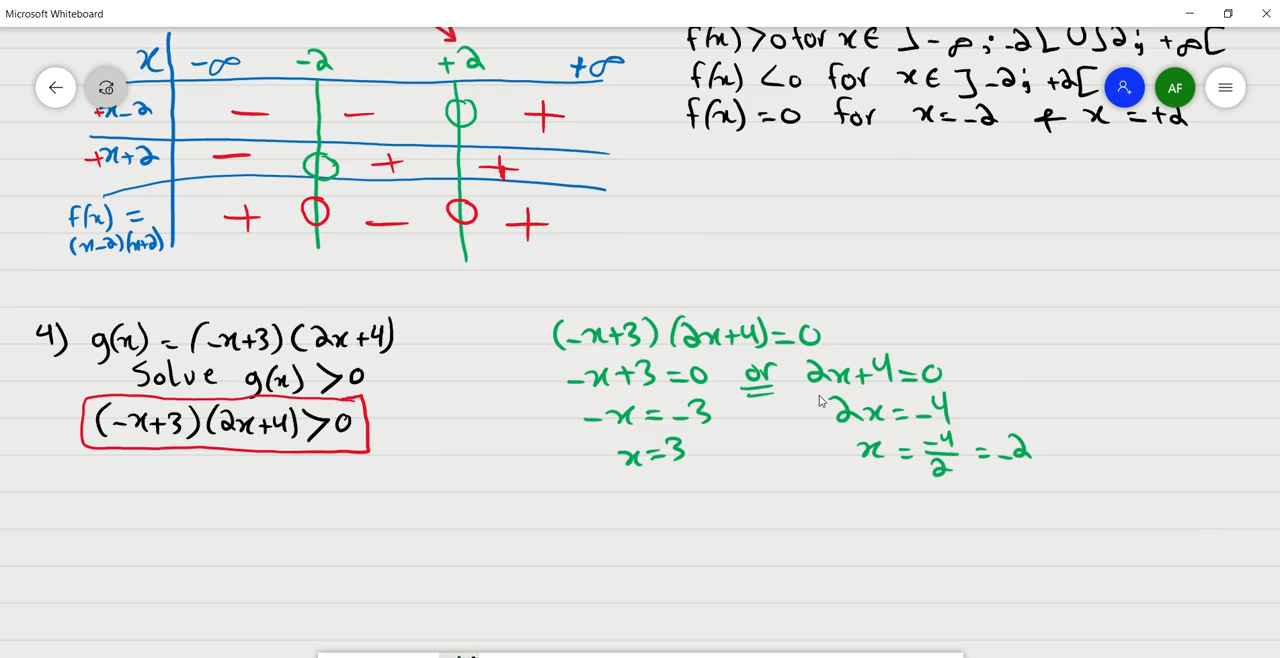 Microsoft Whiteboard
f(x) > 0 for x ∈ ]-∞ ; -2[ ∪ ]2 ; +∞[
f(x) < 0 for x ∈ ]-2 ; +2[
f(x) = 0 for x = -2 & x = +2
AF
x -∞ -2 +2 +∞
+x-2 - - 0 +
+x+2 - 0 + +
f(x) = + 0 - 0 +
(x-2)(x+2)
4) g(x) = (-x+3)(2x+4)
Solve g(x) > 0
(-x+3)(2x+4) > 0
(-x+3)(2x+4) = 0
-x+3 = 0 or 2x+4 = 0
-x = -3 2x = -4
x = 3 x = -4/2 = -2